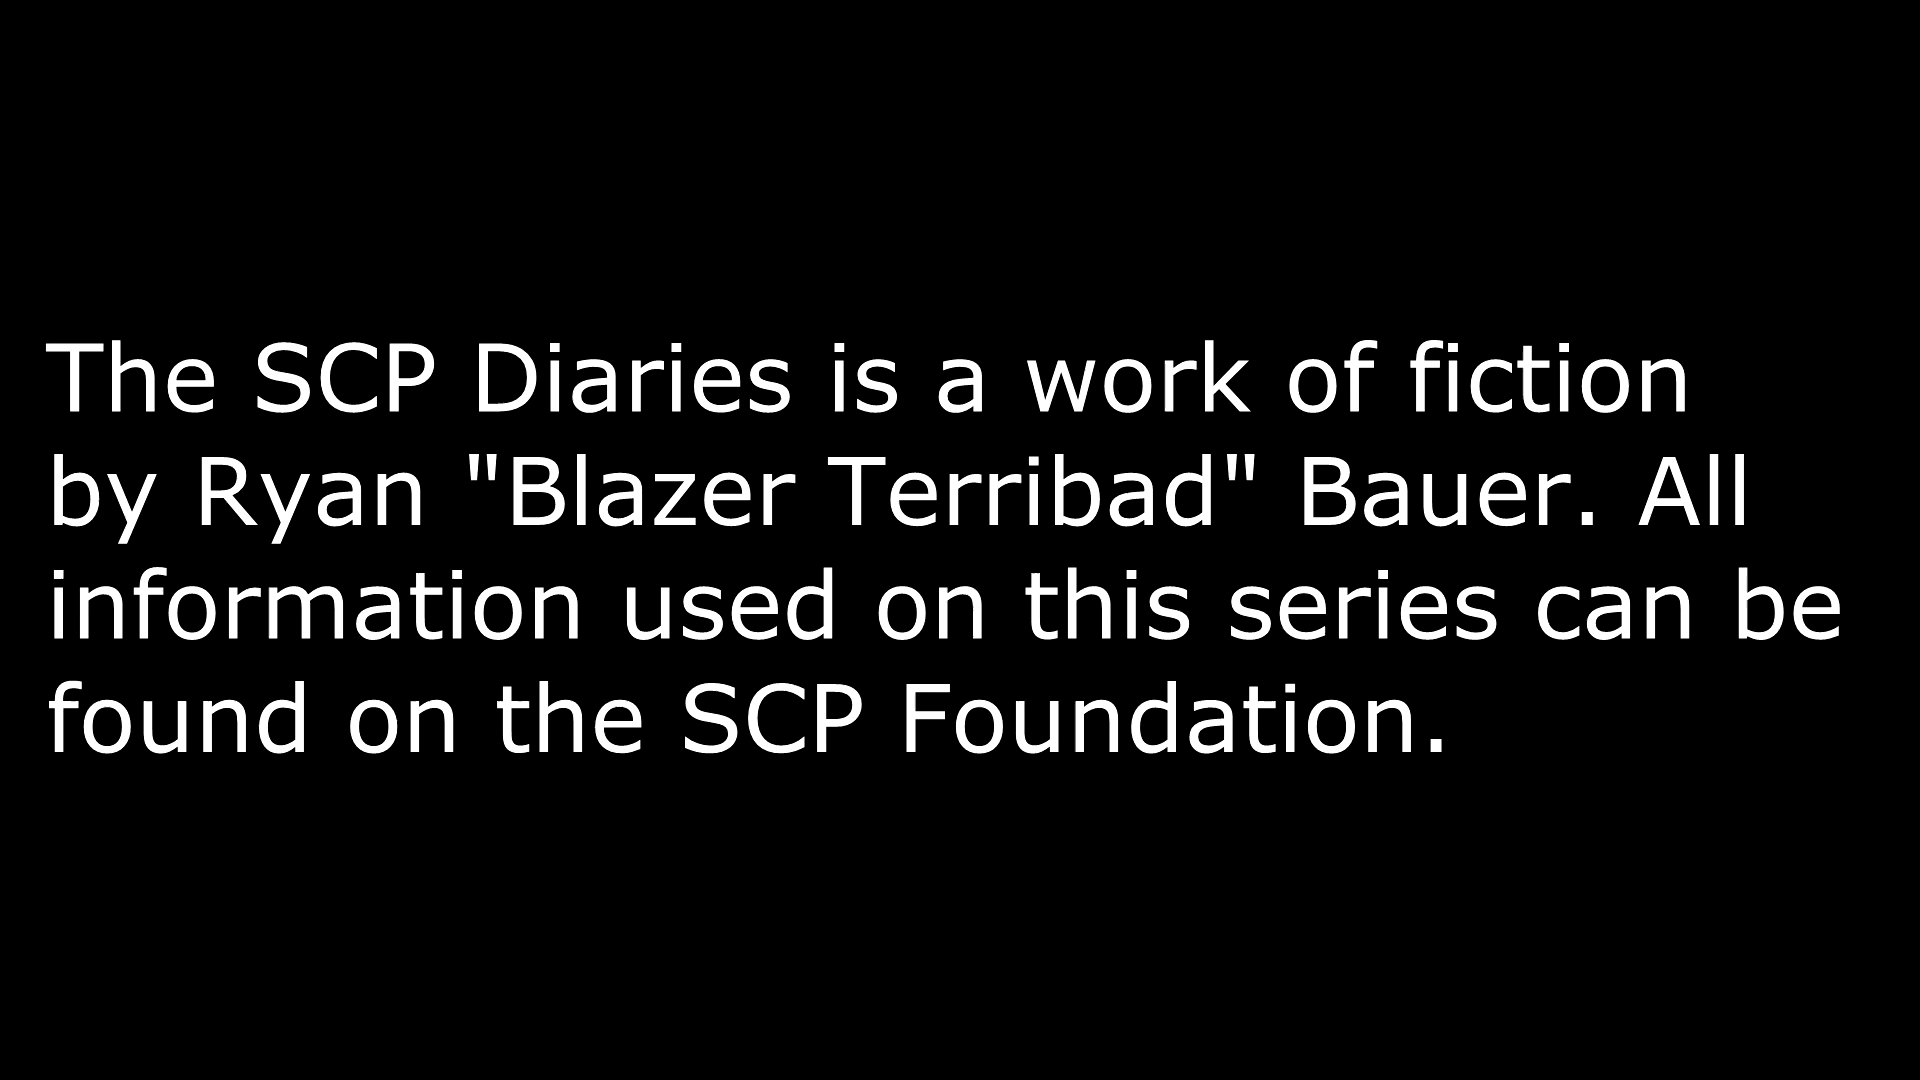 The SCP Diaries is a work of fiction
by Ryan "Blazer Terribad" Bauer. All
information used on this series can be
found on the SCP Foundation.